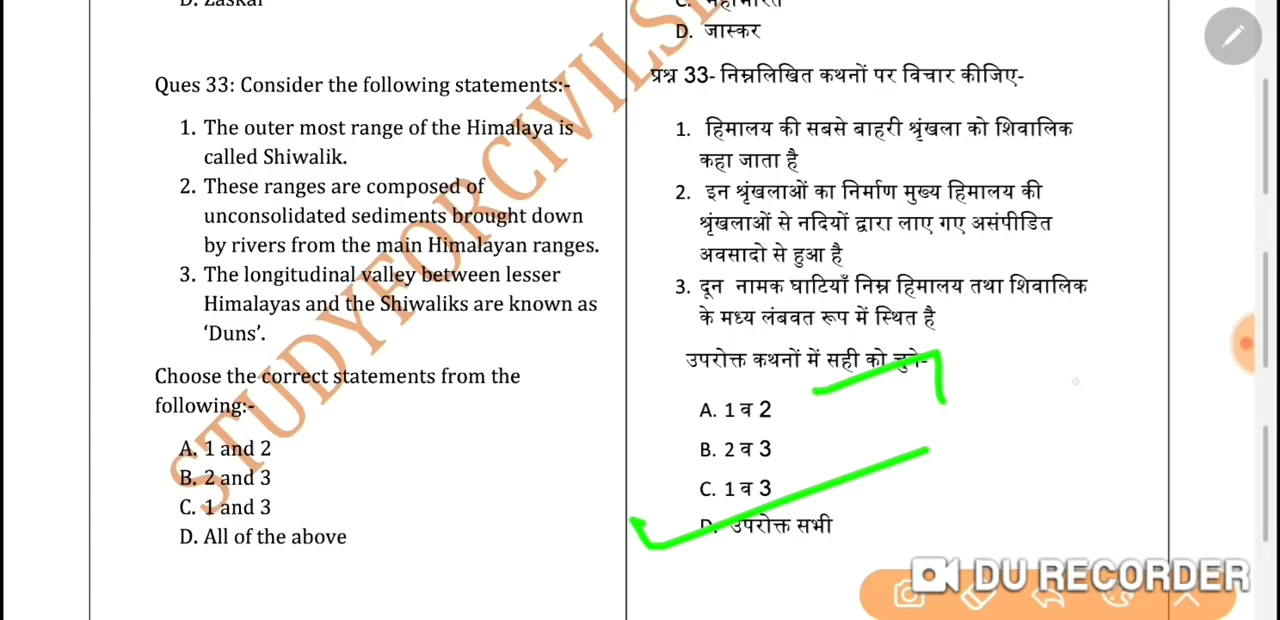 D. Zaskar
Ques 33: Consider the following statements:-
1. The outer most range of the Himalaya is
called Shiwalik.
2. These ranges are composed of
unconsolidated sediments brought down
by rivers from the main Himalayan ranges.
3. The longitudinal valley between lesser
Himalayas and the Shiwaliks are known as
‘Duns’.
Choose the correct statements from the
following:-
A. 1 and 2
B. 2 and 3
C. 1 and 3
D. All of the above
C. महाभारत
D. जास्कर
प्रश्न 33- निम्नलिखित कथनों पर विचार कीजिए-
1. हिमालय की सबसे बाहरी श्रृंखला को शिवालिक
कहा जाता है
2. इन श्रृंखलाओं का निर्माण मुख्य हिमालय की
श्रृंखलाओं से नदियों द्वारा लाए गए असंपीडित
अवसादो से हुआ है
3. दून नामक घाटियाँ निम्न हिमालय तथा शिवालिक
के मध्य लंबवत रूप में स्थित है
उपरोक्त कथनों में सही को चुने-
A. 1 व 2
B. 2 व 3
C. 1 व 3
D. उपरोक्त सभी
STUDYFORCIVILSE
DU RECORDER